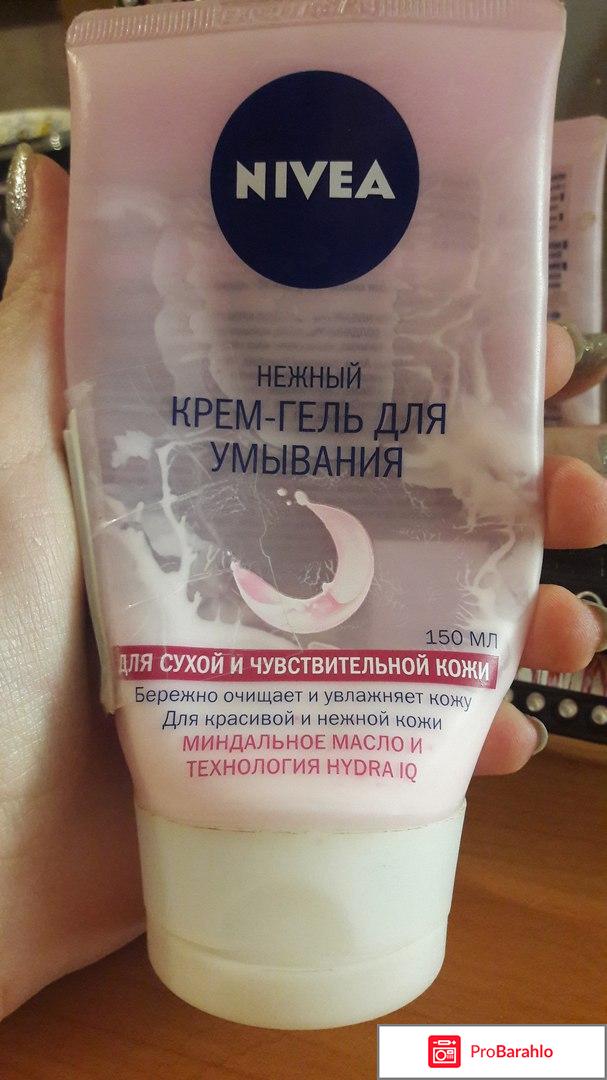 NIVEA
НЕЖНЫЙ
КРЕМ-ГЕЛЬ ДЛЯ
УМЫВАНИЯ
150 МЛ
ДЛЯ СУХОЙ И ЧУВСТВИТЕЛЬНОЙ КОЖИ
Бережно очищает и увлажняет кожу
Для красивой и нежной кожи
МИНДАЛЬНОЕ МАСЛО И
ТЕХНОЛОГИЯ HYDRA IQ
ProBarahlo